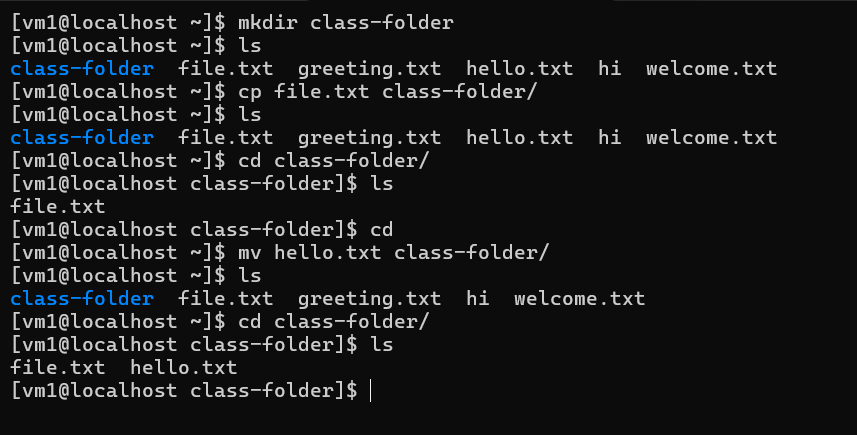 [vm1@localhost ~]$ mkdir class-folder
[vm1@localhost ~]$ ls
class-folder  file.txt  greeting.txt  hello.txt  hi  welcome.txt
[vm1@localhost ~]$ cp file.txt class-folder/
[vm1@localhost ~]$ ls
class-folder  file.txt  greeting.txt  hello.txt  hi  welcome.txt
[vm1@localhost ~]$ cd class-folder/
[vm1@localhost class-folder]$ ls
file.txt
[vm1@localhost class-folder]$ cd
[vm1@localhost ~]$ mv hello.txt class-folder/
[vm1@localhost ~]$ ls
class-folder  file.txt  greeting.txt  hi  welcome.txt
[vm1@localhost ~]$ cd class-folder/
[vm1@localhost class-folder]$ ls
file.txt  hello.txt
[vm1@localhost class-folder]$